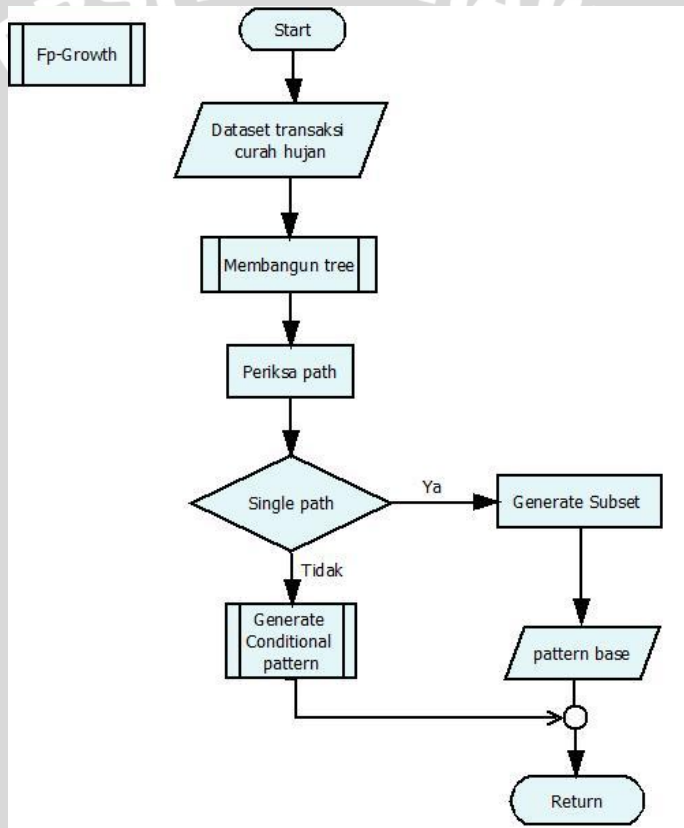 Fp-Growth
Start
Dataset transaksi
curah hujan
Membangun tree
Periksa path
Single path
Ya
Generate Subset
Tidak
Generate
Conditional
pattern
pattern base
Return